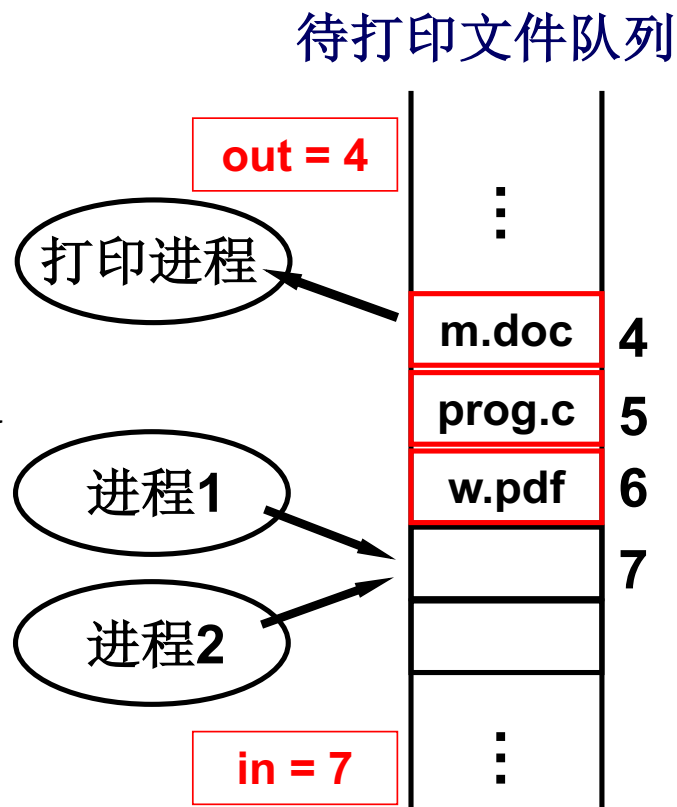 待打印文件队列
out = 4
⋮
打印进程
m.doc 4
prog.c 5
进程1
w.pdf 6
7
进程2
in = 7
⋮